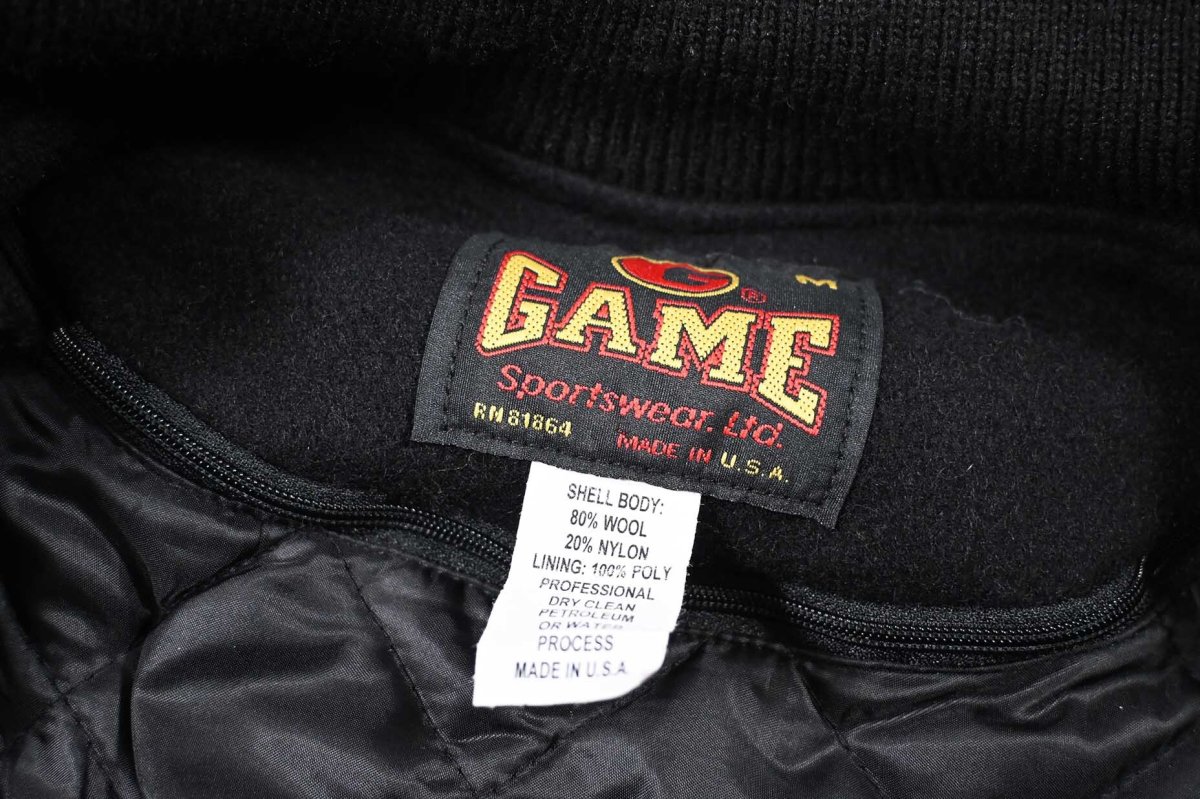 G ® M
GAME
Sportswear, Ltd.
RN 81864 MADE IN U.S.A.
SHELL BODY:
80% WOOL
20% NYLON
LINING: 100% POLY
PROFESSIONAL
DRY CLEAN
PETROLEUM
OR WATER
PROCESS
MADE IN U.S.A